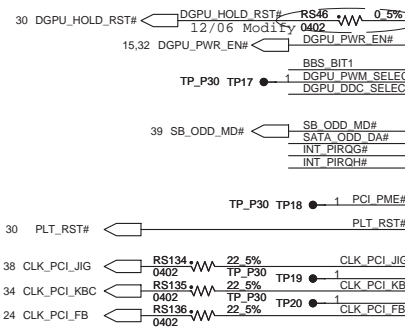 30 DGPU_HOLD_RST# DGPU_HOLD_RST# RS46 0_5%
12/06 Modify 0402
15,32 DGPU_PWR_EN# DGPU_PWR_EN#
BBS_BIT1
TP_P30 TP17 1 DGPU_PWM_SELEC
DGPU_DDC_SELEC
39 SB_ODD_MD# SB_ODD_MD#
SATA_ODD_DA#
INT_PIRQG#
INT_PIRQH#
TP_P30 TP18 1 PCI_PME#
30 PLT_RST# PLT_RST#
38 CLK_PCI_JIG RS134 22_5% CLK_PCI_JIG
0402 TP_P30 TP19 1
34 CLK_PCI_KBC RS135 22_5% CLK_PCI_KB
0402 TP_P30 TP20 1
24 CLK_PCI_FB RS136 22_5% CLK_PCI_FB
0402